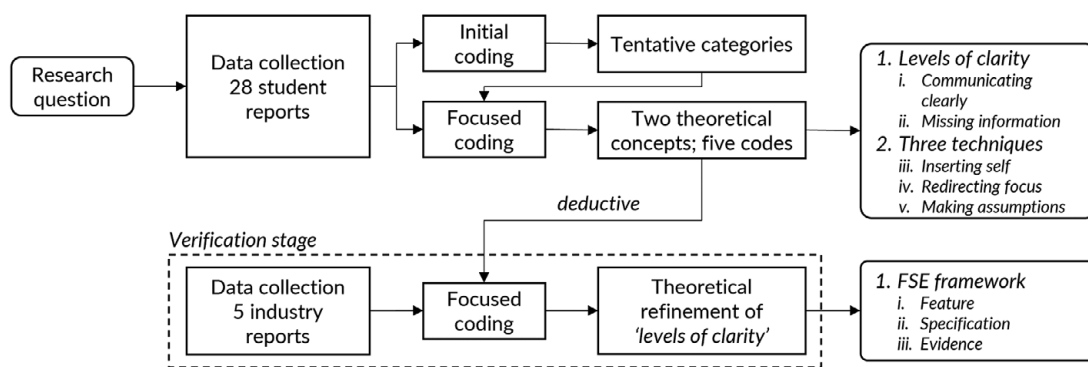 Research
question
Data collection
28 student
reports
Initial
coding
Tentative categories
Focused
coding
Two theoretical
concepts; five codes
1. Levels of clarity
i. Communicating
clearly
ii. Missing information
2. Three techniques
iii. Inserting self
iv. Redirecting focus
v. Making assumptions
deductive
Verification stage
Data collection
5 industry
reports
Focused
coding
Theoretical
refinement of
‘levels of clarity’
1. FSE framework
i. Feature
ii. Specification
iii. Evidence